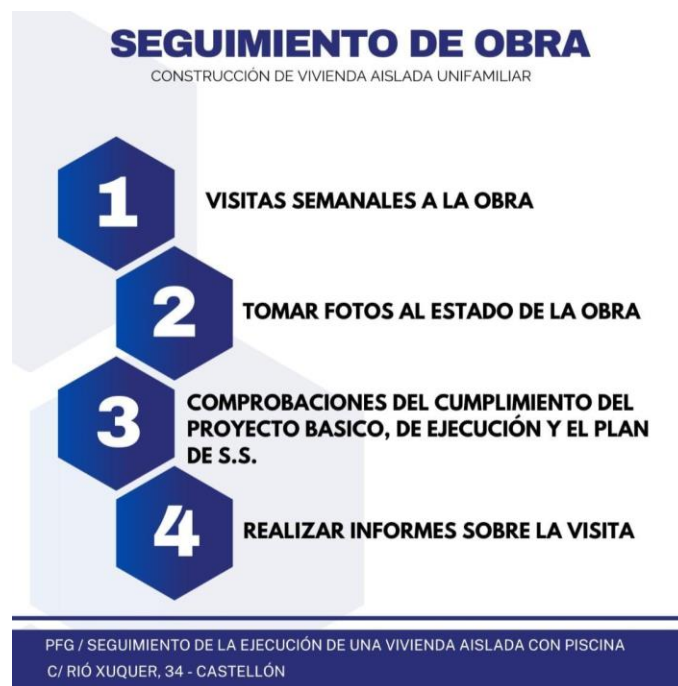 SEGUIMIENTO DE OBRA
CONSTRUCCIÓN DE VIVIENDA AISLADA UNIFAMILIAR
1
VISITAS SEMANALES A LA OBRA
2
TOMAR FOTOS AL ESTADO DE LA OBRA
3
COMPROBACIONES DEL CUMPLIMIENTO DEL
PROYECTO BASICO, DE EJECUCIÓN Y EL PLAN
DE S.S.
4
REALIZAR INFORMES SOBRE LA VISITA
PFG / SEGUIMIENTO DE LA EJECUCIÓN DE UNA VIVIENDA AISLADA CON PISCINA
C/ RIÓ XUQUER, 34 - CASTELLÓN